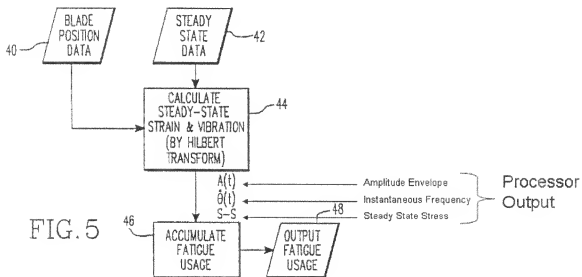 BLADE
POSITION
DATA
40
STEADY
STATE
DATA
42
CALCULATE
STEADY-STATE
STRAIN & VIBRATION
(BY HILBERT
TRANSFORM)
44
A(t)
Amplitude Envelope
θ̇(t)
Instantaneous Frequency
S-S
Steady State Stress
Processor
Output
FIG. 5
46
ACCUMULATE
FATIGUE
USAGE
48
OUTPUT
FATIGUE
USAGE